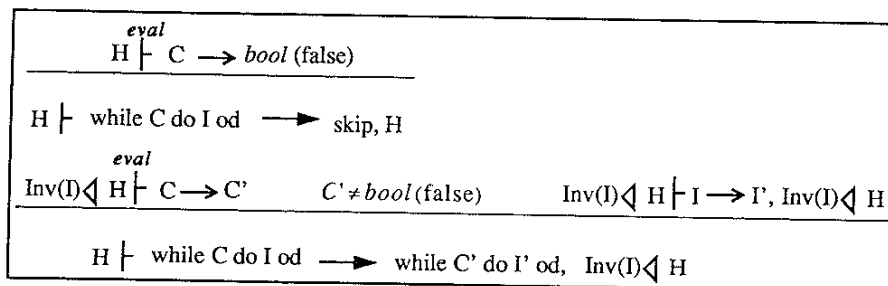 eval
H ⊢ C → bool (false)
H ⊢ while C do I od → skip, H
eval
Inv(I)⊲ H ⊢ C → C' C' ≠ bool (false) Inv(I)⊲ H ⊢ I → I', Inv(I)⊲ H
H ⊢ while C do I od → while C' do I' od, Inv(I)⊲ H